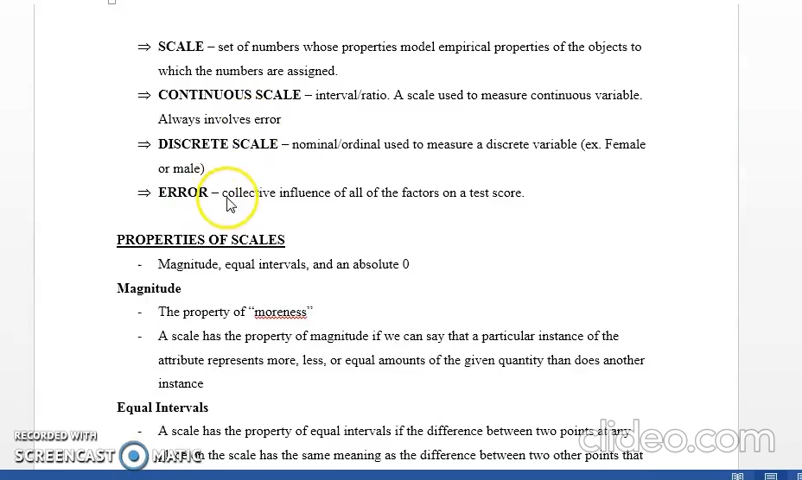 ⇒ SCALE – set of numbers whose properties model empirical properties of the objects to
which the numbers are assigned.
⇒ CONTINUOUS SCALE – interval/ratio. A scale used to measure continuous variable.
Always involves error
⇒ DISCRETE SCALE – nominal/ordinal used to measure a discrete variable (ex. Female
or male)
⇒ ERROR – collective influence of all of the factors on a test score.
PROPERTIES OF SCALES
- Magnitude, equal intervals, and an absolute 0
Magnitude
- The property of “moreness”
- A scale has the property of magnitude if we can say that a particular instance of the
attribute represents more, less, or equal amounts of the given quantity than does another
instance
Equal Intervals
- A scale has the property of equal intervals if the difference between two points at any
on the scale has the same meaning as the difference between two other points that
clideo.com
RECORDED WITH
SCREENCAST MATIC